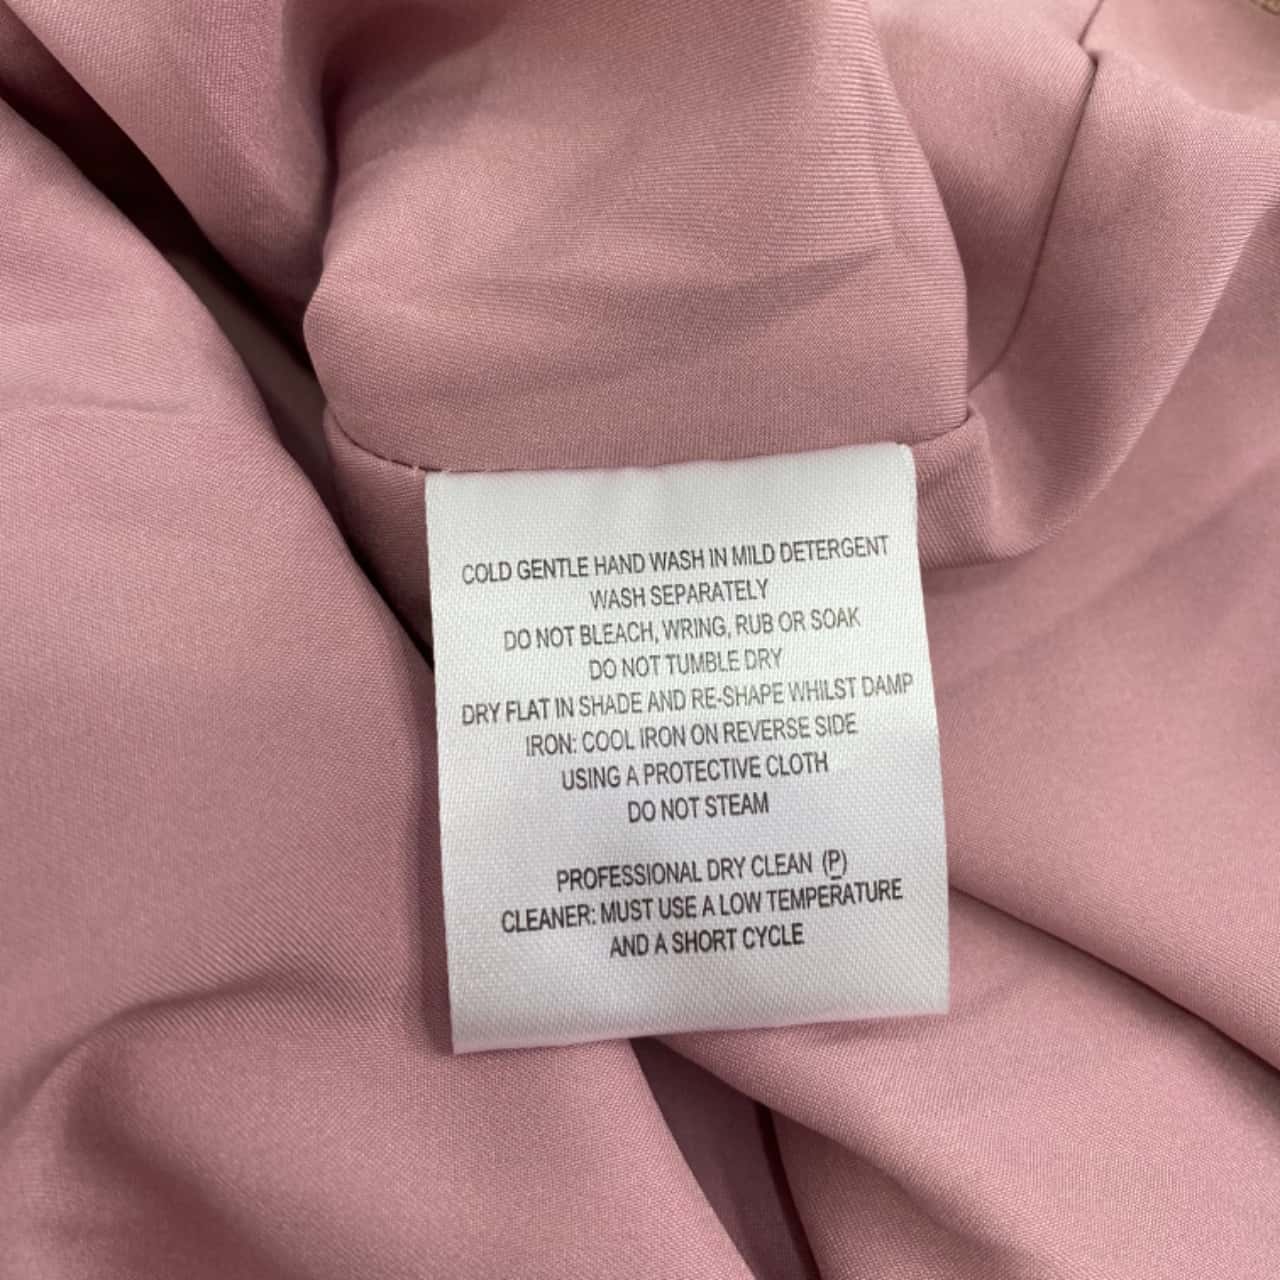 COLD GENTLE HAND WASH IN MILD DETERGENT
WASH SEPARATELY
DO NOT BLEACH, WRING, RUB OR SOAK
DO NOT TUMBLE DRY
DRY FLAT IN SHADE AND RE-SHAPE WHILST DAMP
IRON: COOL IRON ON REVERSE SIDE
USING A PROTECTIVE CLOTH
DO NOT STEAM
PROFESSIONAL DRY CLEAN (P)
CLEANER: MUST USE A LOW TEMPERATURE
AND A SHORT CYCLE